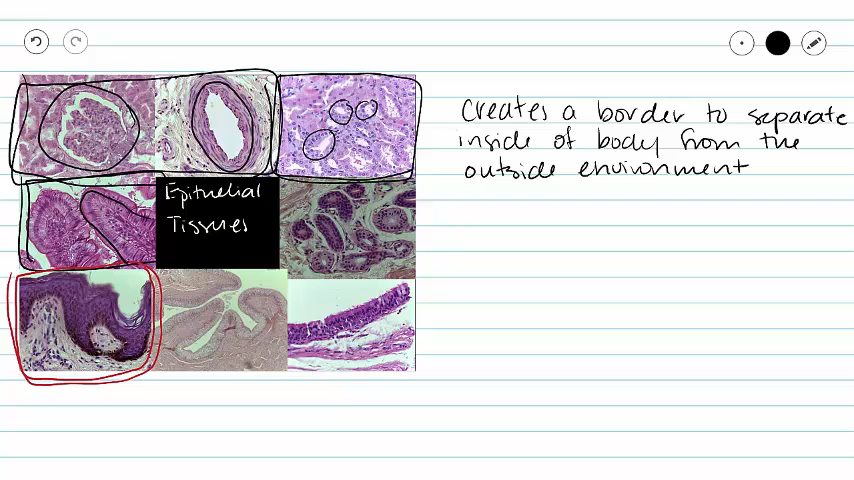 Creates a border to separate
inside of body from the
outside environment
Epithelial
Tissues